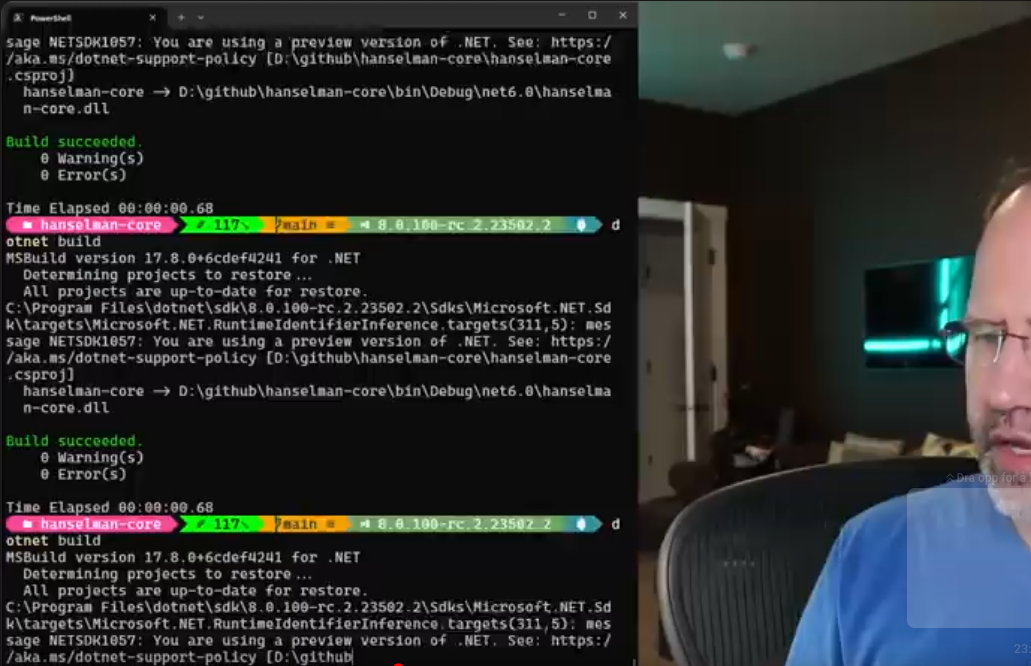 PowerShell
sage NETSDK1057: You are using a preview version of .NET. See: https:/
/aka.ms/dotnet-support-policy [D:\github\hanselman-core\hanselman-core
.csproj]
hanselman-core → D:\github\hanselman-core\bin\Debug\net6.0\hanselma
n-core.dll
Build succeeded.
0 Warning(s)
0 Error(s)
Time Elapsed 00:00:00.68
hanselman-core 117 main ≡ 8.0.100-rc.2.23502.2 d
otnet build
MSBuild version 17.8.0+6cdef4241 for .NET
Determining projects to restore...
All projects are up-to-date for restore.
C:\Program Files\dotnet\sdk\8.0.100-rc.2.23502.2\Sdks\Microsoft.NET.Sd
k\targets\Microsoft.NET.RuntimeIdentifierInference.targets(311,5): mes
sage NETSDK1057: You are using a preview version of .NET. See: https:/
/aka.ms/dotnet-support-policy [D:\github\hanselman-core\hanselman-core
.csproj]
hanselman-core → D:\github\hanselman-core\bin\Debug\net6.0\hanselma
n-core.dll
Build succeeded.
0 Warning(s)
0 Error(s)
Time Elapsed 00:00:00.68
hanselman-core 117 main ≡ 8.0.100-rc.2.23502.2 d
otnet build
MSBuild version 17.8.0+6cdef4241 for .NET
Determining projects to restore...
All projects are up-to-date for restore.
C:\Program Files\dotnet\sdk\8.0.100-rc.2.23502.2\Sdks\Microsoft.NET.Sd
k\targets\Microsoft.NET.RuntimeIdentifierInference.targets(311,5): mes
sage NETSDK1057: You are using a preview version of .NET. See: https:/
/aka.ms/dotnet-support-policy [D:\github